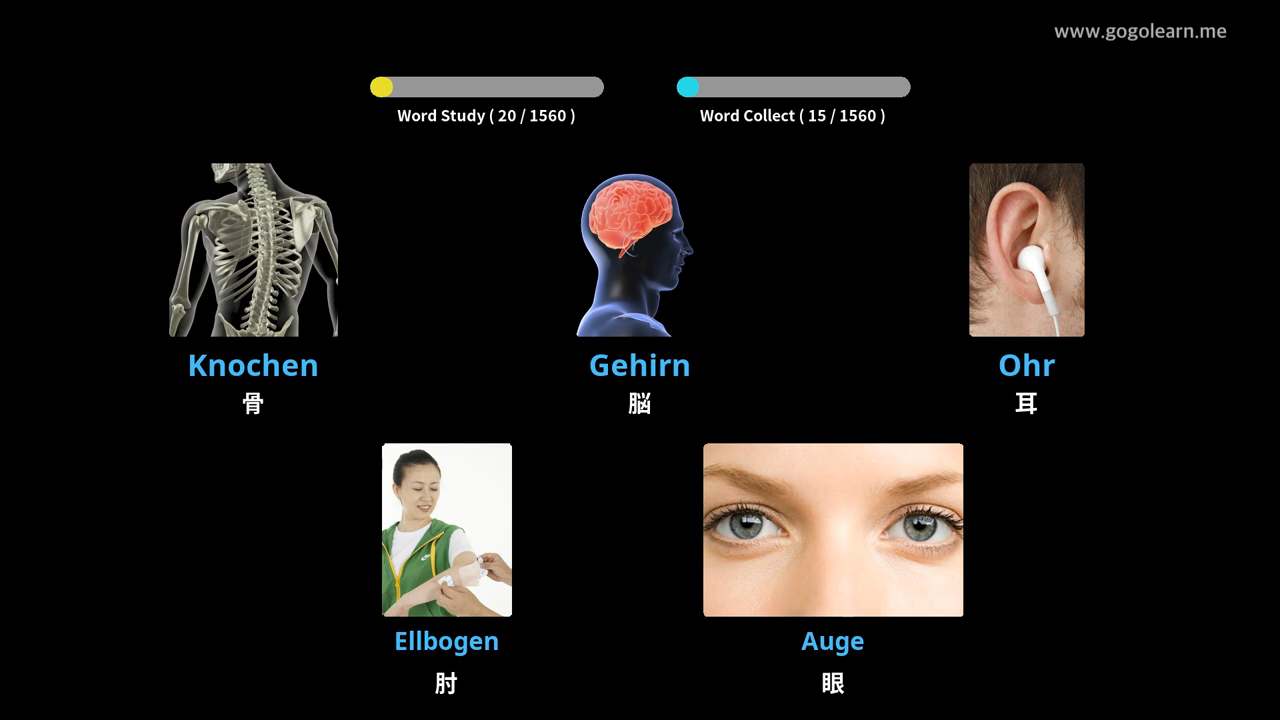 www.gogolearn.me
Word Study ( 20 / 1560 )
Word Collect ( 15 / 1560 )
Knochen
Gehirn
Ohr
骨
脳
耳
Ellbogen
Auge
肘
眼